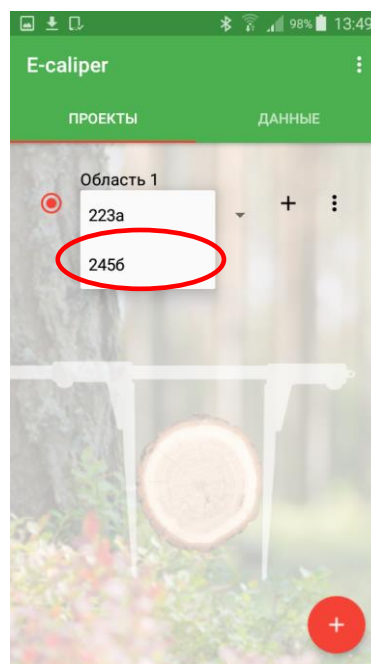 98% 13:49
E-caliper
ПРОЕКТЫ ДАННЫЕ
Область 1
223а
245б